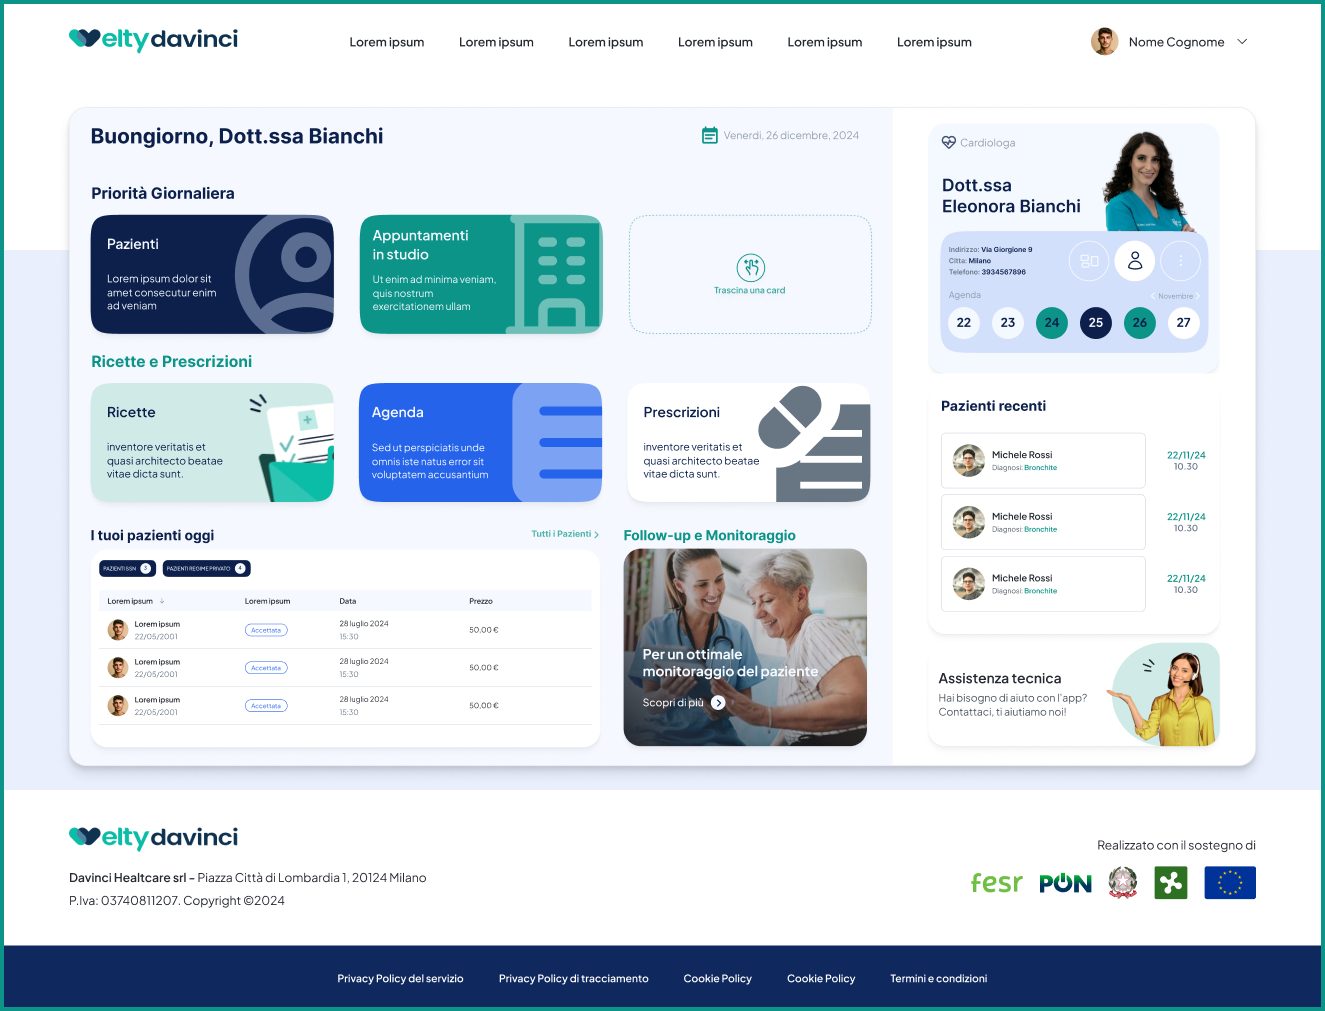 elty davinci
Lorem ipsum
Lorem ipsum
Lorem ipsum
Lorem ipsum
Lorem ipsum
Lorem ipsum
Nome Cognome
Buongiorno, Dott.ssa Bianchi
Venerdì, 26 dicembre, 2024
Priorità Giornaliera
Pazienti
Lorem ipsum dolor sit
amet consecutur enim
ad veniam
Appuntamenti
in studio
Ut enim ad minima veniam,
quis nostrum
exercitationem ullam
Trascina una card
Ricette e Prescrizioni
Ricette
inventore veritatis et
quasi architecto beatae
vitae dicta sunt.
Agenda
Sed ut perspiciatis unde
omnis iste natus error sit
voluptatem accusantium
Prescrizioni
inventore veritatis et
quasi architecto beatae
vitae dicta sunt.
I tuoi pazienti oggi
Tutti i Pazienti
PAZIENTI SSN 3
PAZIENTI REGIME PRIVATO 4
Lorem ipsum
Lorem ipsum
Data
Prezzo
Lorem ipsum
22/05/2001
Accettata
28 luglio 2024
15:30
50,00 €
Lorem ipsum
22/05/2001
Accettata
28 luglio 2024
15:30
50,00 €
Lorem ipsum
22/05/2001
Accettata
28 luglio 2024
15:30
50,00 €
Follow-up e Monitoraggio
Per un ottimale
monitoraggio del paziente
Scopri di più
Cardiologa
Dott.ssa
Eleonora Bianchi
Indirizzo: Via Giorgione 9
Citta: Milano
Telefono: 3934567896
Agenda
Novembre
22
23
24
25
26
27
Pazienti recenti
Michele Rossi
Diagnosi: Bronchite
22/11/24
10.30
Michele Rossi
Diagnosi: Bronchite
22/11/24
10.30
Michele Rossi
Diagnosi: Bronchite
22/11/24
10.30
Assistenza tecnica
Hai bisogno di aiuto con l'app?
Contattaci, ti aiutiamo noi!
elty davinci
Davinci Healtcare srl - Piazza Città di Lombardia 1, 20124 Milano
P.Iva: 03740811207. Copyright ©2024
Realizzato con il sostegno di
fesr
PON
Privacy Policy del servizio
Privacy Policy di tracciamento
Cookie Policy
Cookie Policy
Termini e condizioni